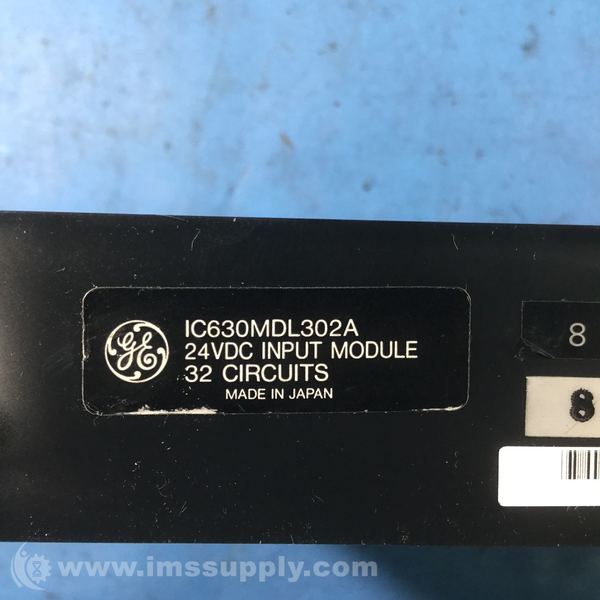 GE
IC630MDL302A
24VDC INPUT MODULE
32 CIRCUITS
MADE IN JAPAN
8
8
www.imssupply.com